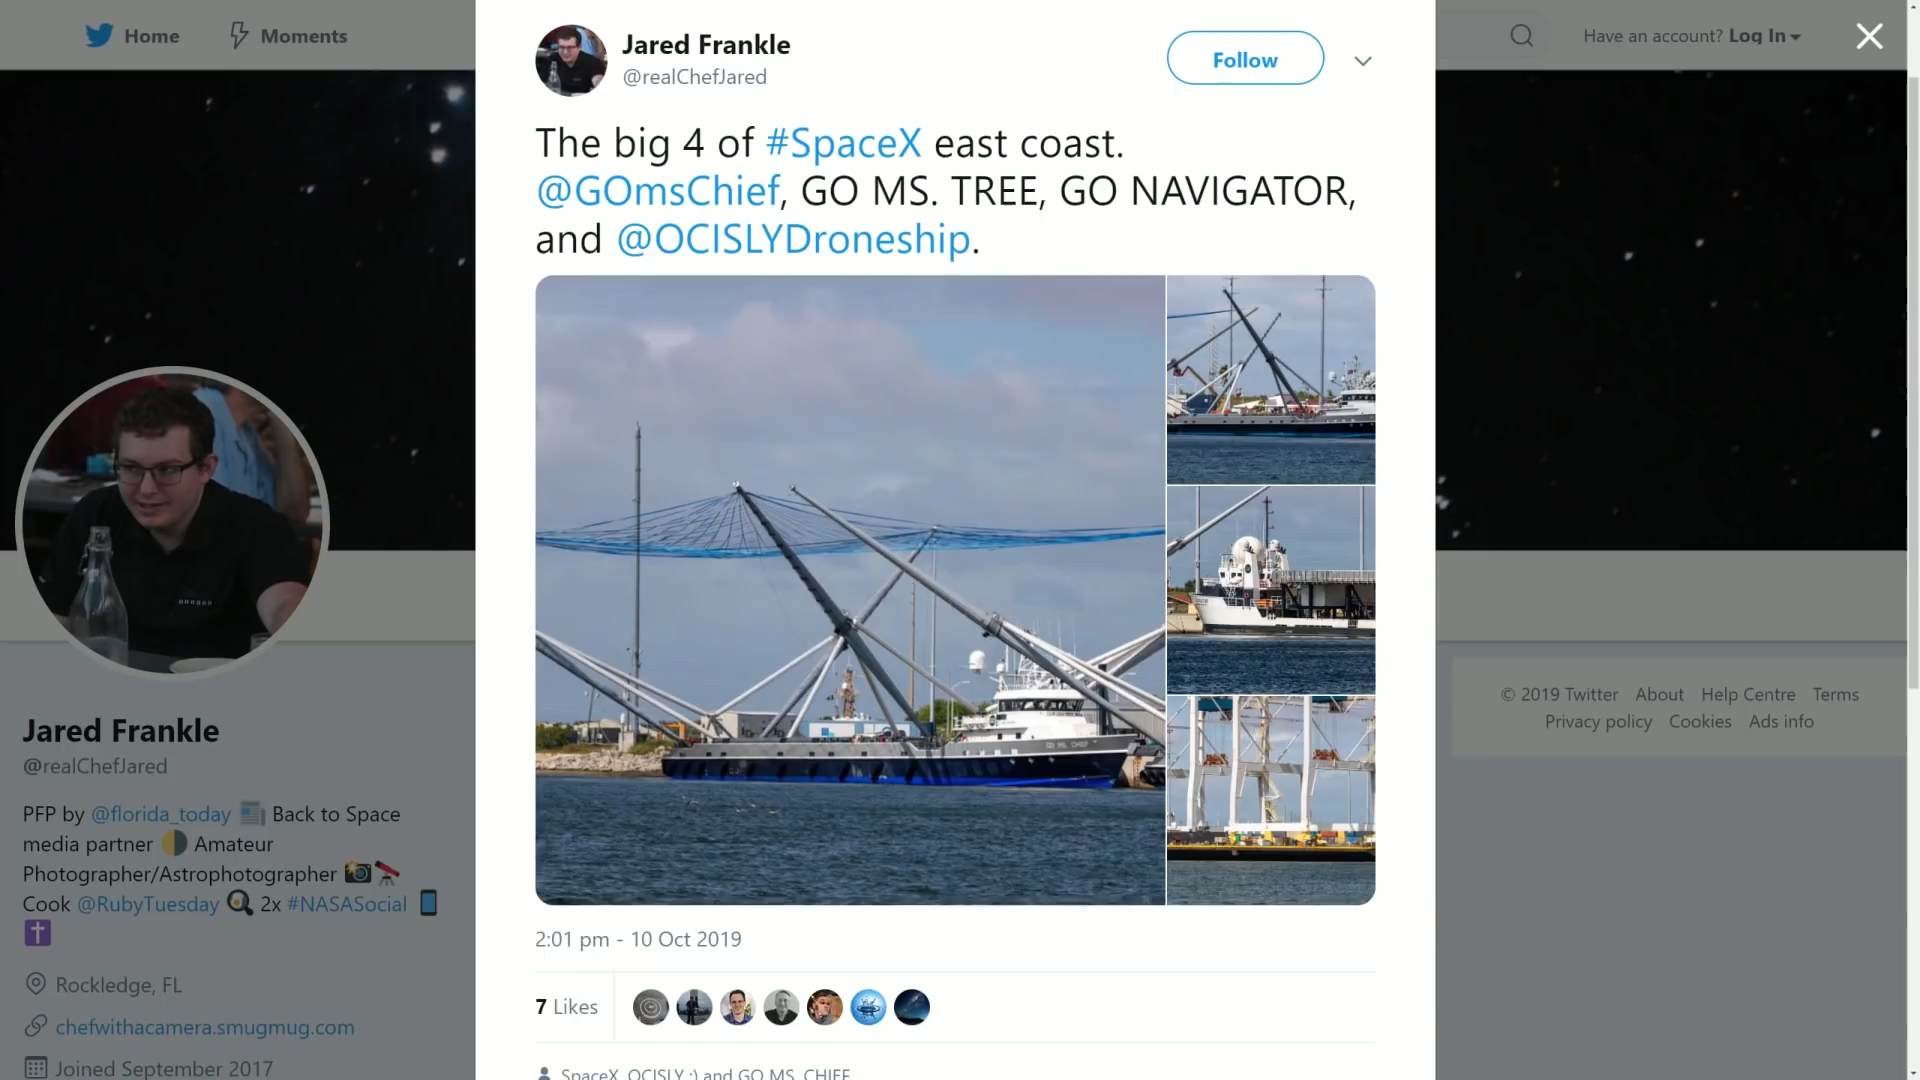 Home Moments
Have an account? Log In
Jared Frankle
@realChefJared
Follow
The big 4 of #SpaceX east coast.
@GOmsChief, GO MS. TREE, GO NAVIGATOR,
and @OCISLYDroneship.
GO MS. CHIEF
2:01 pm - 10 Oct 2019
7 Likes
SpaceX, OCISLY :) and GO MS. CHIEF
Jared Frankle
@realChefJared
PFP by @florida_today Back to Space
media partner Amateur
Photographer/Astrophotographer
Cook @RubyTuesday 2x #NASASocial
Rockledge, FL
chefwithacamera.smugmug.com
Joined September 2017
© 2019 Twitter About Help Centre Terms
Privacy policy Cookies Ads info